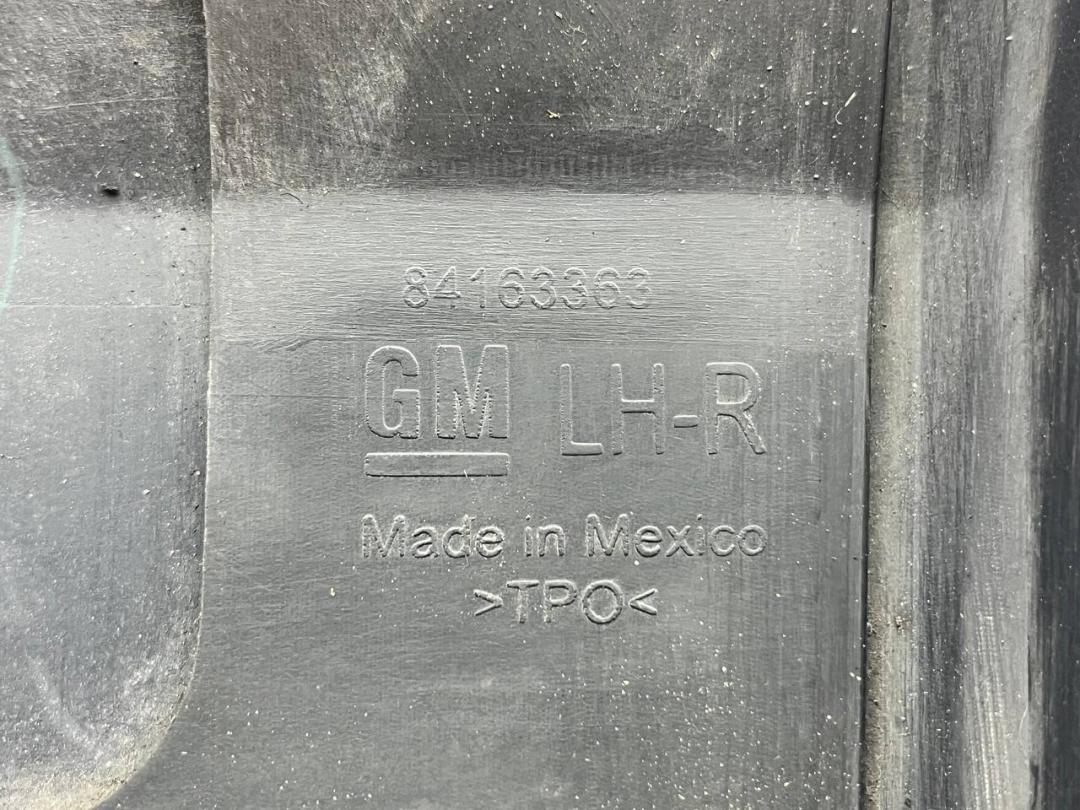 84163363
GM LH-R
Made in Mexico
>TPO<